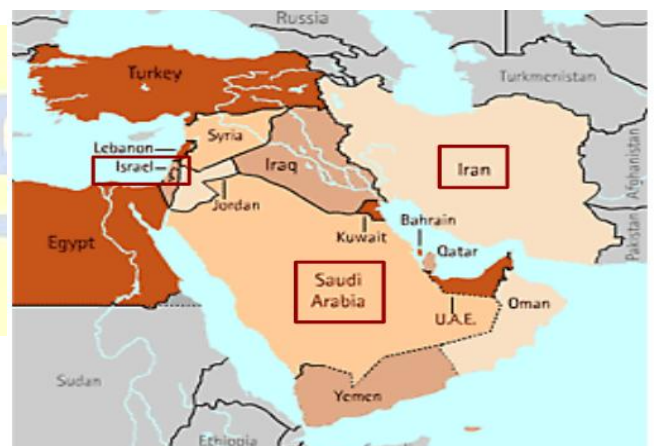 Russia
Turkey
Turkmenistan
Lebanon
Syria
Israel
Iraq
Iran
Afghanistan
Jordan
Bahrain
Pakistan
Kuwait
Qatar
Egypt
Saudi
Arabia
Oman
U.A.E.
Sudan
Yemen
Ethiopia